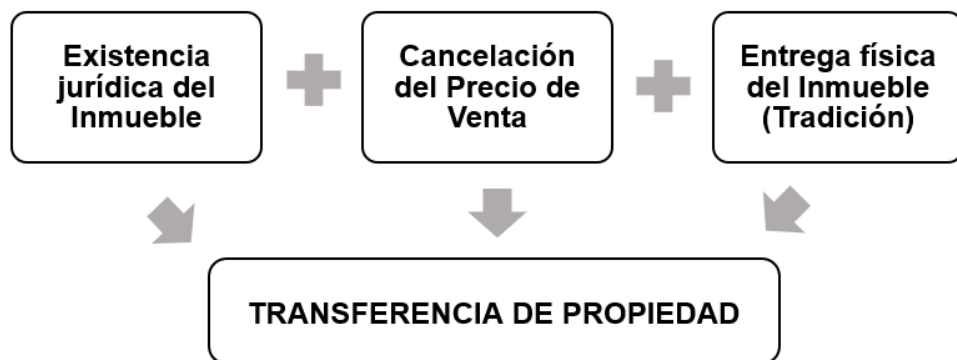 Existencia
jurídica del
Inmueble
Cancelación
del Precio de
Venta
Entrega física
del Inmueble
(Tradición)
TRANSFERENCIA DE PROPIEDAD